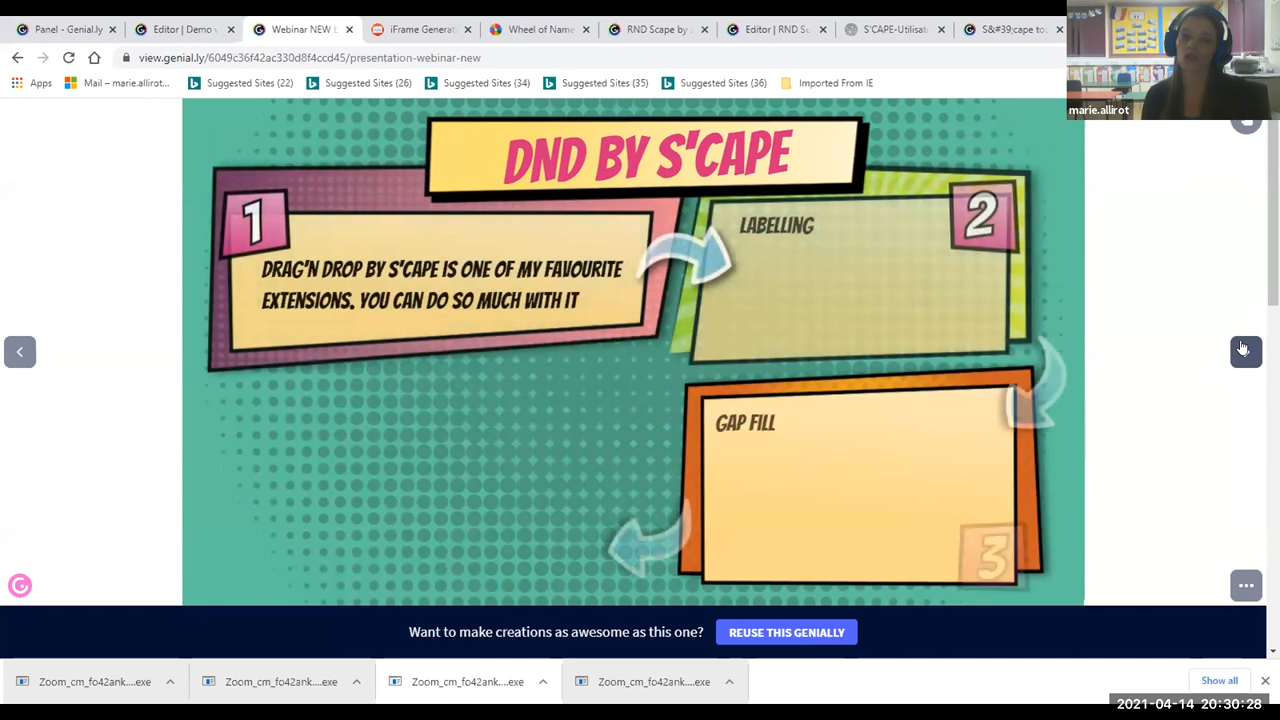 Panel - Genial.ly
Editor | Demo
Webinar NEW
iFrame Generat
Wheel of Name
RND Scape by
Editor | RND Sc
S'CAPE-Utilisat
S&#39;cape to
view.genial.ly/6049c36f42ac330d8f4ccd45/presentation-webinar-new
Apps
Mail – marie.allirot...
Suggested Sites (22)
Suggested Sites (26)
Suggested Sites (34)
Suggested Sites (35)
Suggested Sites (36)
Imported From IE
marie.allirot
DND BY S'CAPE
1
DRAG'N DROP BY S'CAPE IS ONE OF MY FAVOURITE
EXTENSIONS. YOU CAN DO SO MUCH WITH IT
LABELLING
2
GAP FILL
3
Want to make creations as awesome as this one?
REUSE THIS GENIALLY
Zoom_cm_fo42ank....exe
Zoom_cm_fo42ank....exe
Zoom_cm_fo42ank....exe
Zoom_cm_fo42ank....exe
Show all
2021-04-14 20:30:28